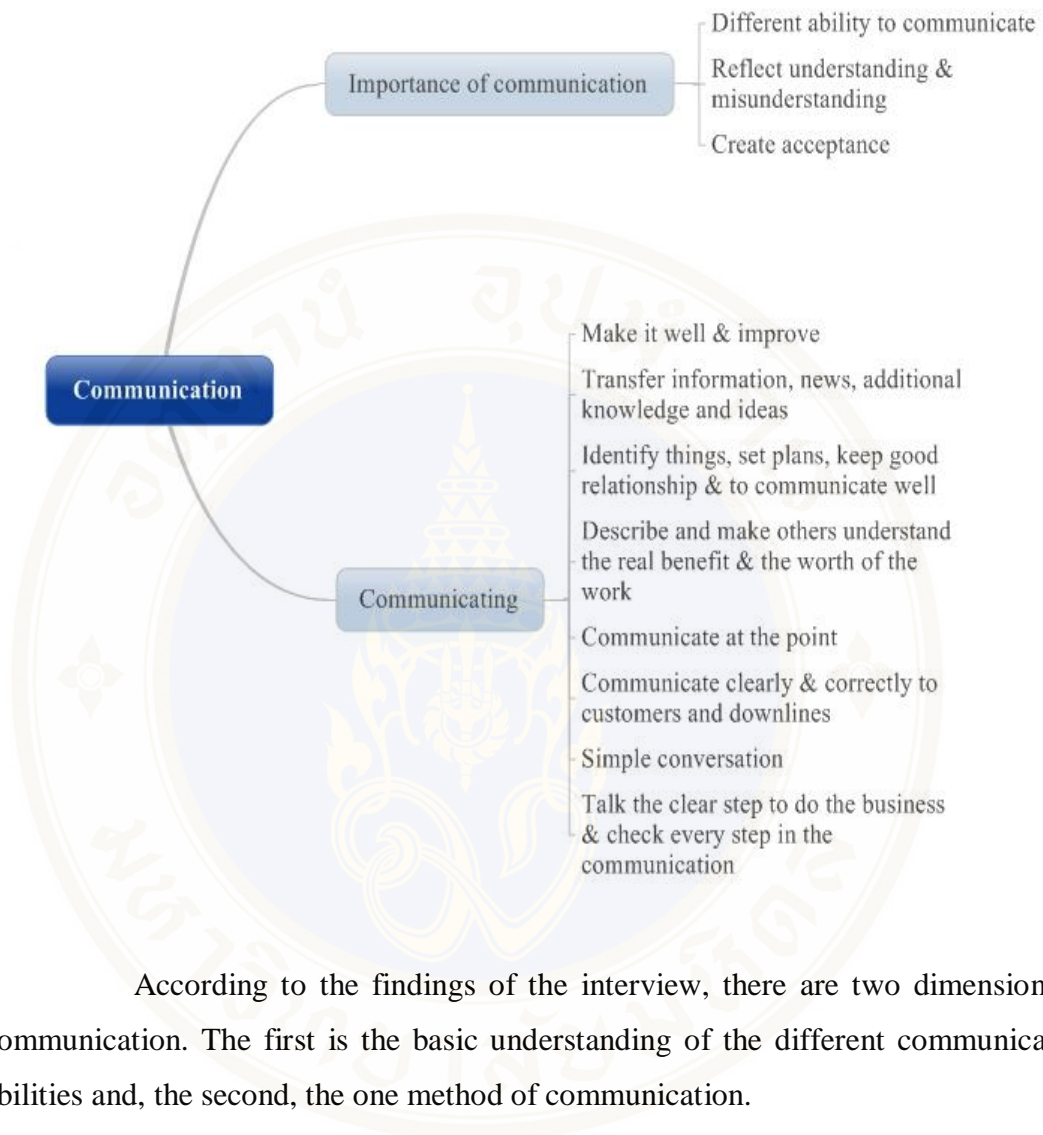 Different ability to communicate
Importance of communication
Reflect understanding &
misunderstanding
Create acceptance
Communication
Make it well & improve
Transfer information, news, additional
knowledge and ideas
Identify things, set plans, keep good
relationship & to communicate well
Describe and make others understand
the real benefit & the worth of the
work
Communicating
Communicate at the point
Communicate clearly & correctly to
customers and downlines
Simple conversation
Talk the clear step to do the business
& check every step in the
communication
According to the findings of the interview, there are two dimension
ommunication. The first is the basic understanding of the different communica
bilities and, the second, the one method of communication.